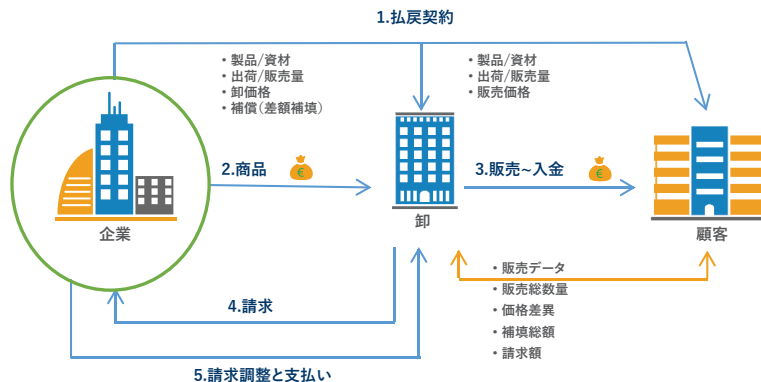 1.払戻契約
・製品/資材
・出荷/販売量
・卸価格
・補償(差額補填)
・製品/資材
・出荷/販売量
・販売価格
2.商品
€
3.販売~入金
€
企業
卸
顧客
4.請求
・販売データ
・販売総数量
・価格差異
・補填総額
・請求額
5.請求調整と支払い